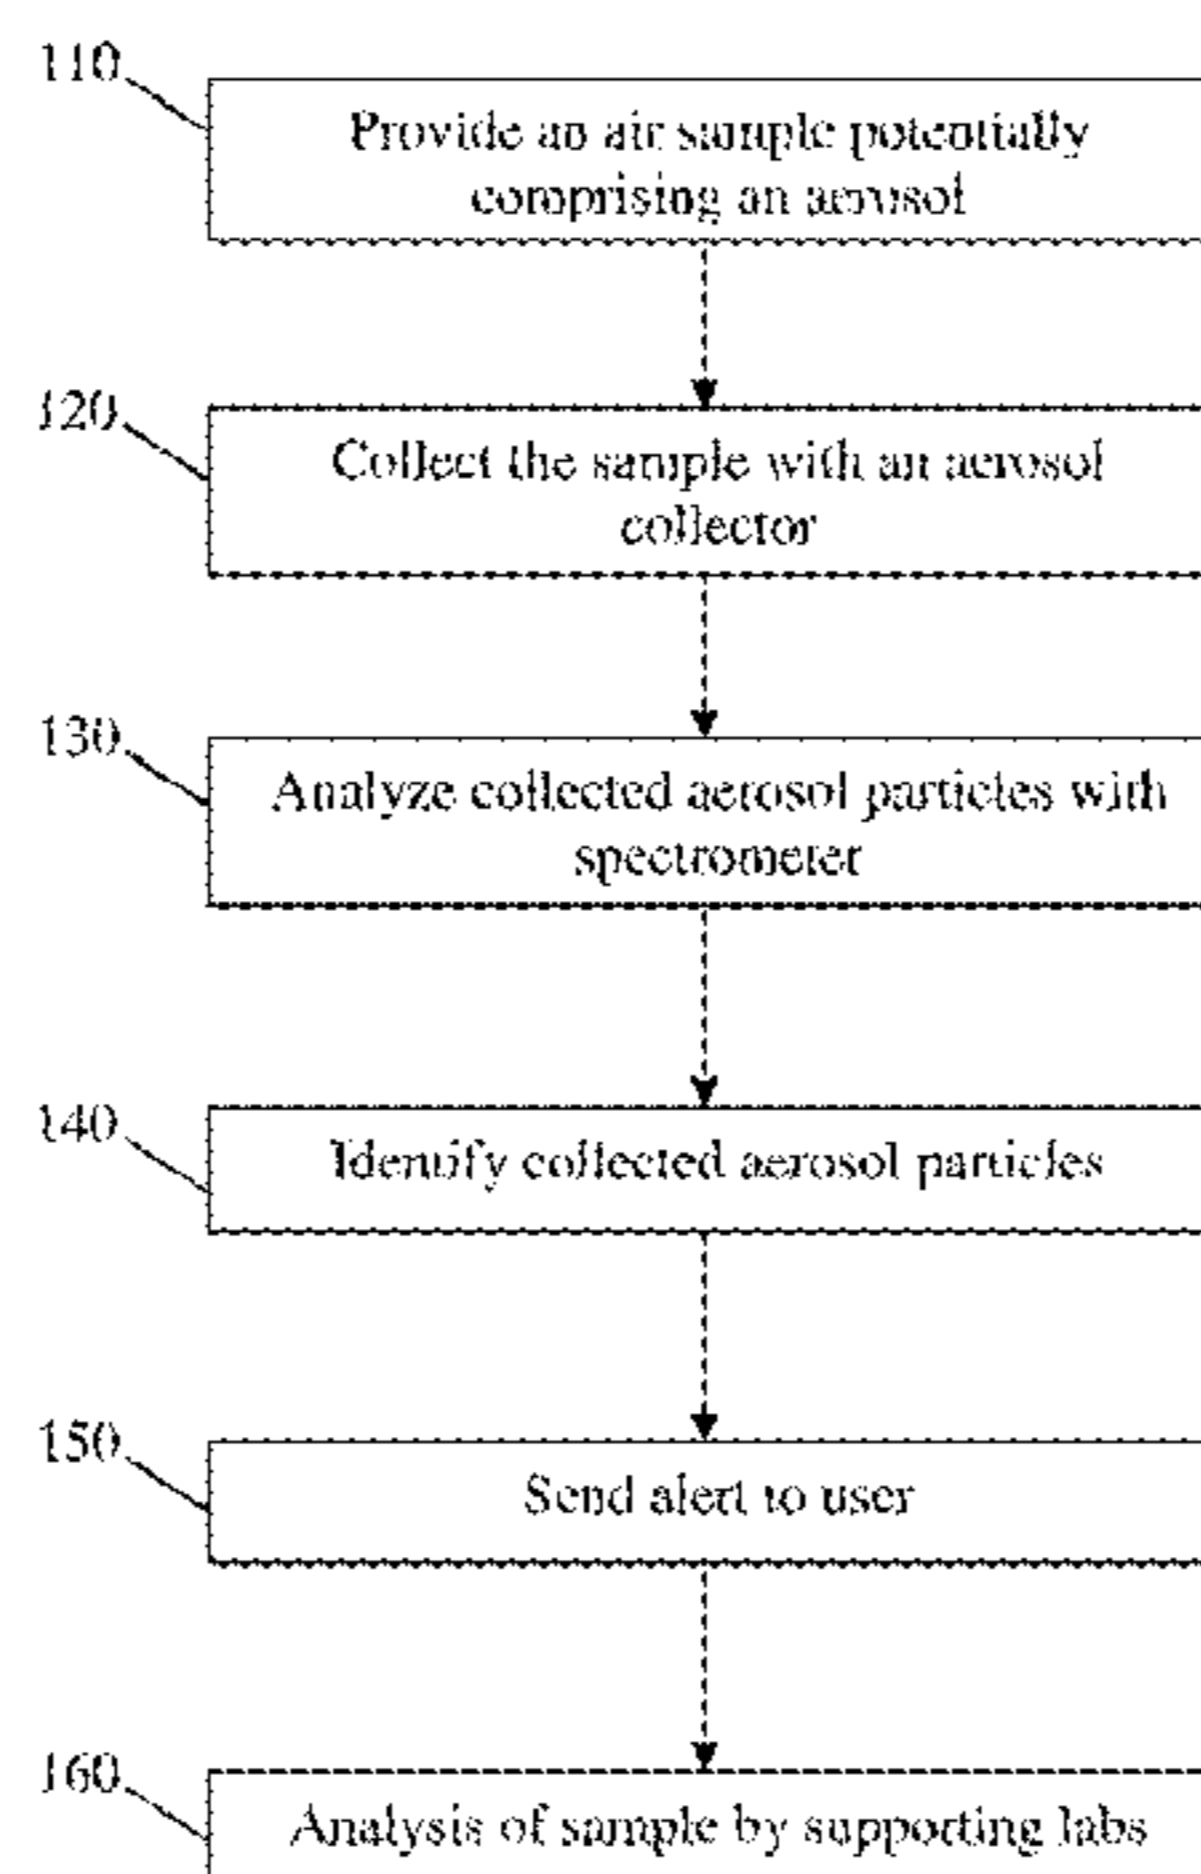 110
Provide an air sample potentially
comprising an aerosol
120
Collect the sample with an aerosol
collector
130
Analyze collected aerosol particles with
spectrometer
140
Identify collected aerosol particles
150
Send alert to user
160
Analysis of sample by supporting labs